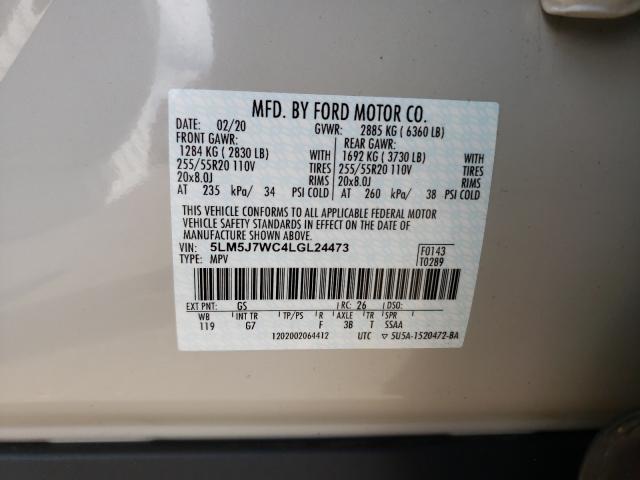 MFD. BY FORD MOTOR CO.
DATE: 02/20 GVWR: 2885 KG ( 6360 LB)
FRONT GAWR: REAR GAWR:
1284 KG ( 2830 LB) WITH 1692 KG ( 3730 LB) WITH
255/55R20 110V TIRES 255/55R20 110V TIRES
20x8.0J RIMS 20x8.0J RIMS
AT 235 kPa/ 34 PSI COLD AT 260 kPa/ 38 PSI COLD
THIS VEHICLE CONFORMS TO ALL APPLICABLE FEDERAL MOTOR
VEHICLE SAFETY STANDARDS IN EFFECT ON THE DATE OF
MANUFACTURE SHOWN ABOVE.
VIN: 5LM5J7WC4LGL24473 F0143
TYPE: MPV T0289
EXT PNT: GS RC: 26 DSO:
WB INT TR TP/PS R AXLE TR SPR
119 G7 F 3B T SSAA
1202002064412 UTC ▽ 5U5A-1520472-BA